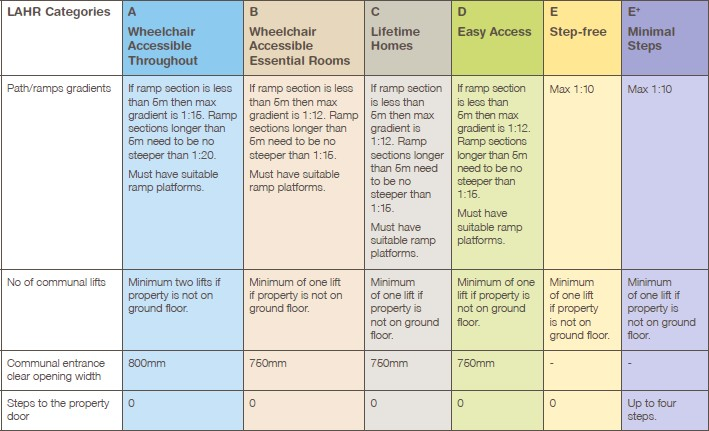 LAHR Categories
A
Wheelchair
Accessible
Throughout
B
Wheelchair
Accessible
Essential Rooms
C
Lifetime
Homes
D
Easy Access
E
Step-free
E+
Minimal
Steps
Path/ramps gradients
If ramp section is less
than 5m then max
gradient is 1:15. Ramp
sections longer than
5m need to be no
steeper than 1:20.
Must have suitable
ramp platforms.
If ramp section is less
than 5m then max
gradient is 1:12. Ramp
sections longer than
5m need to be no
steeper than 1:15.
Must have suitable
ramp platforms.
If ramp section
is less than
5m then max
gradient is
1:12. Ramp
sections longer
than 5m need
to be no
steeper than
1:15.
Must have
suitable ramp
platforms.
If ramp section
is less than
5m then max
gradient is 1:12.
Ramp sections
longer than 5m
need to be no
steeper than
1:15.
Must have
suitable ramp
platforms.
Max 1:10
Max 1:10
No of communal lifts
Minimum two lifts if
property is not on
ground floor.
Minimum of one lift
if property is not on
ground floor.
Minimum
of one lift if
property is
not on ground
floor.
Minimum of one
lift if property is
not on ground
floor.
Minimum
of one lift
if property
is not on
ground floor.
Minimum
of one lift if
property is
not on ground
floor.
Communal entrance
clear opening width
800mm
750mm
750mm
750mm
-
-
Steps to the property
door
0
0
0
0
0
Up to four
steps.